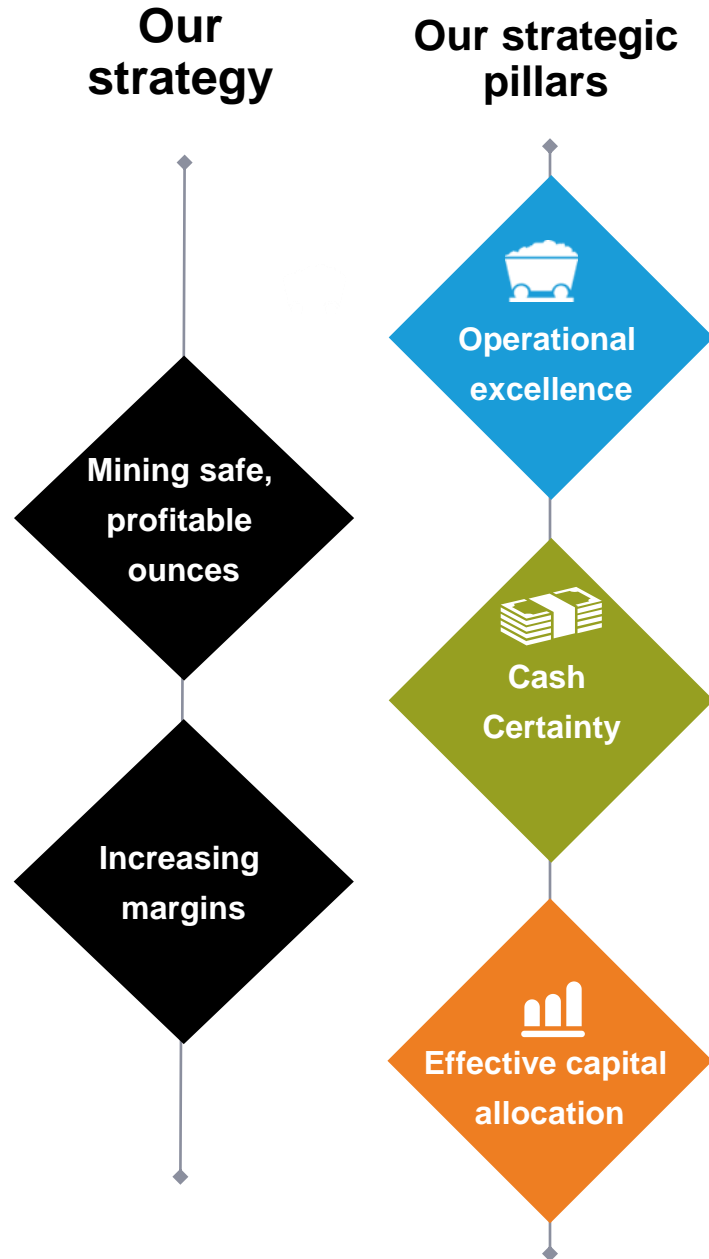 Our
strategy
Mining safe,
profitable
ounces
Increasing
margins
Our strategic
pillars
Operational
excellence
Cash
Certainty
Effective capital
allocation